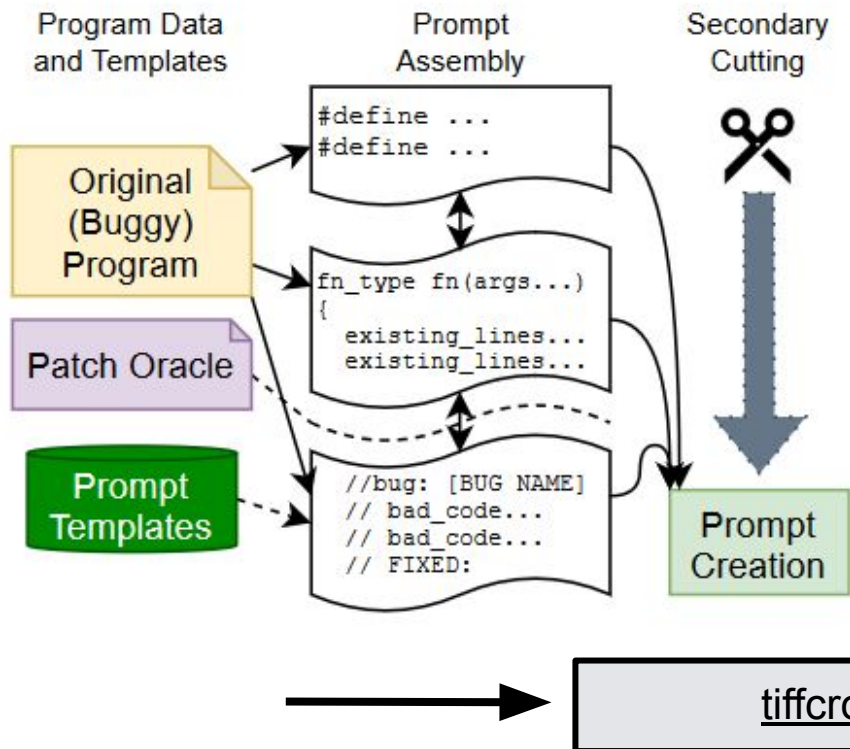 Program Data
and Templates
Prompt
Assembly
Secondary
Cutting
Original
(Buggy)
Program
Patch Oracle
Prompt
Templates
#define ...
#define ...
fn_type fn(args...)
{
existing_lines...
existing_lines...
//bug: [BUG NAME]
// bad_code...
// bad_code...
// FIXED:
Prompt
Creation